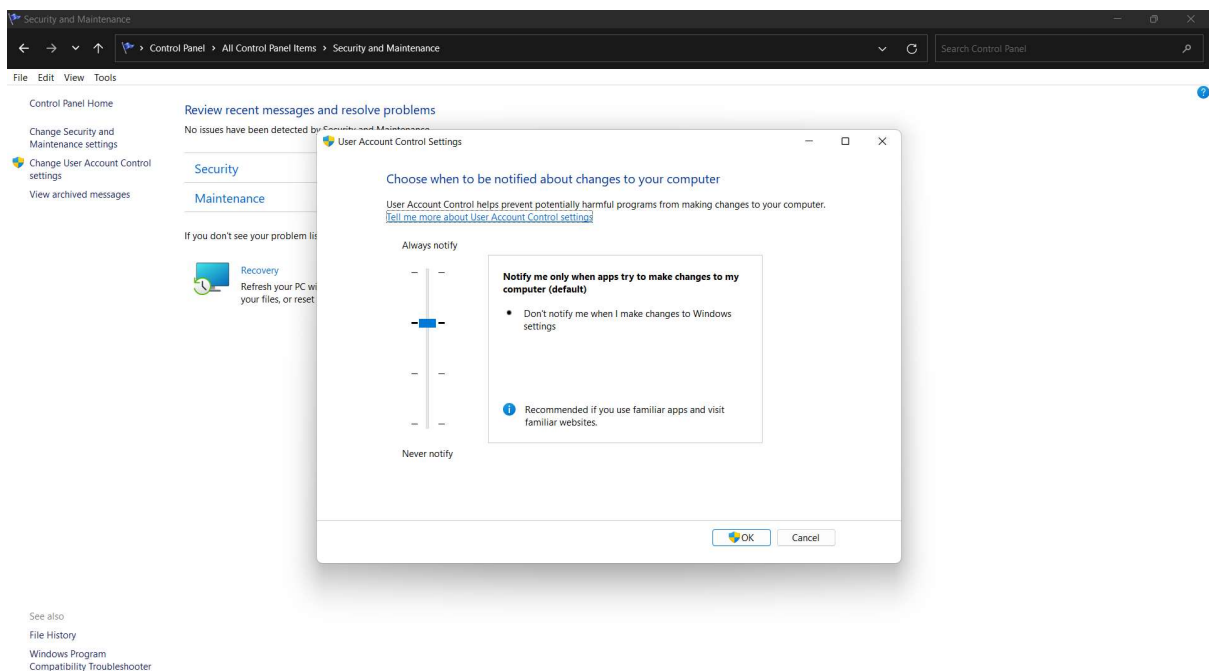 Security and Maintenance
Control Panel > All Control Panel Items > Security and Maintenance
Search Control Panel
File Edit View Tools
Control Panel Home
Change Security and
Maintenance settings
Change User Account Control
settings
View archived messages
Review recent messages and resolve problems
No issues have been detected by Security and Maintenance
Security
Maintenance
If you don't see your problem lis
Recovery
Refresh your PC wi
your files, or reset
User Account Control Settings
Choose when to be notified about changes to your computer
User Account Control helps prevent potentially harmful programs from making changes to your computer.
Tell me more about User Account Control settings
Always notify
Notify me only when apps try to make changes to my
computer (default)
• Don't notify me when I make changes to Windows
settings
Recommended if you use familiar apps and visit
familiar websites.
Never notify
OK Cancel
See also
File History
Windows Program
Compatibility Troubleshooter